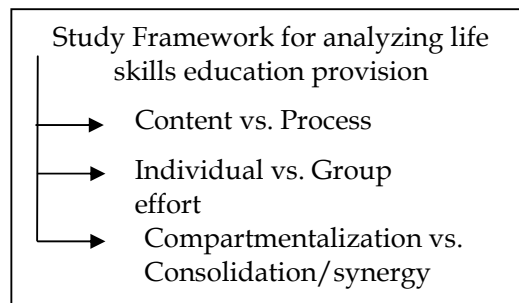 Study Framework for analyzing life
skills education provision
Content vs. Process
Individual vs. Group
effort
Compartmentalization vs.
Consolidation/synergy